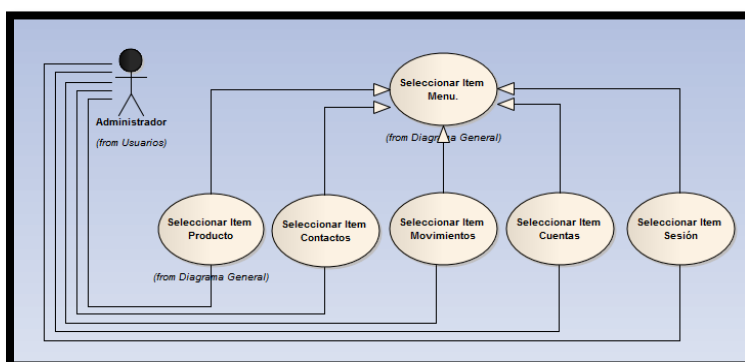 Seleccionar Item
Menu.
Administrador
(from Usuarios)
(from Diagrama General)
Seleccionar Item
Producto
Seleccionar Item
Contactos
Seleccionar Item
Movimientos
Seleccionar Item
Cuentas
Seleccionar Item
Sesión
(from Diagrama General)